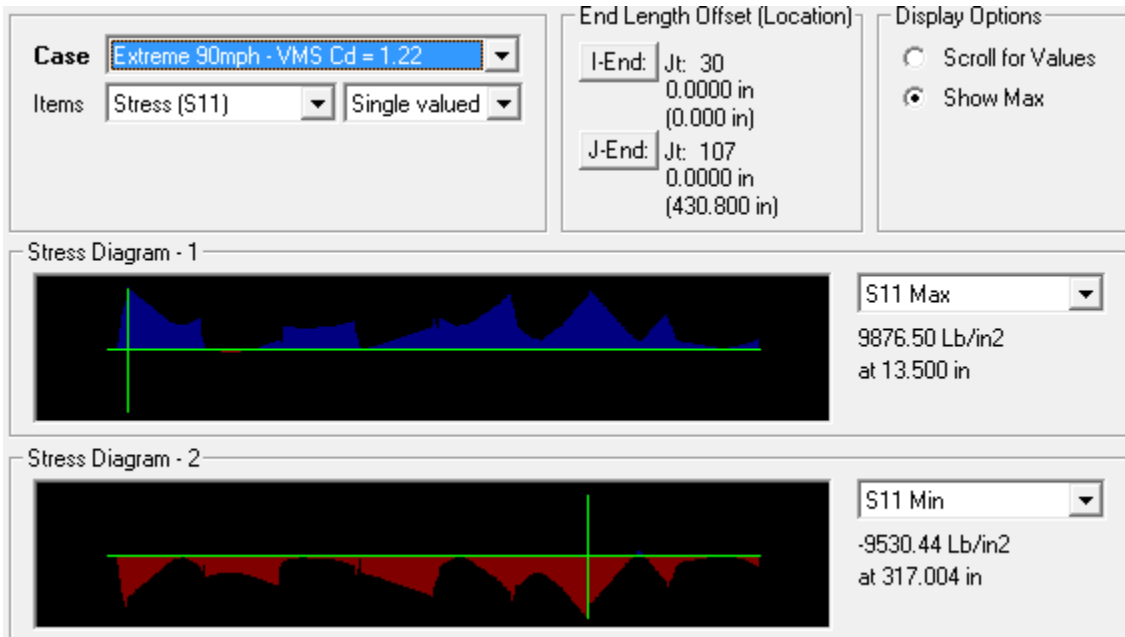 Case Extreme 90mph - VMS Cd = 1.22
Items Stress (S11) Single valued
End Length Offset (Location)
I-End: Jt: 30
0.0000 in
(0.000 in)
J-End: Jt: 107
0.0000 in
(430.800 in)
Display Options
Scroll for Values
Show Max
Stress Diagram - 1
S11 Max
9876.50 Lb/in2
at 13.500 in
Stress Diagram - 2
S11 Min
-9530.44 Lb/in2
at 317.004 in